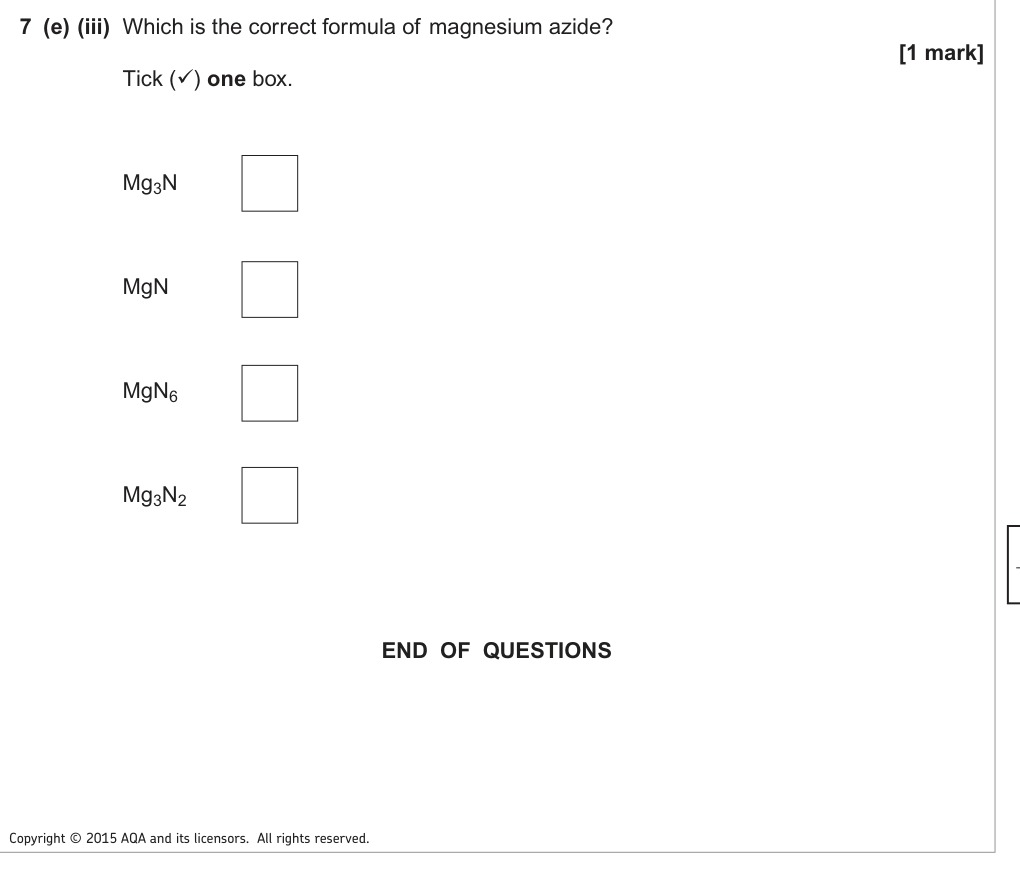 7 (e) (iii) Which is the correct formula of magnesium azide?
[1 mark]
Tick (✓) one box.
Mg₃N
MgN
MgN₆
Mg₃N₂
END OF QUESTIONS
Copyright © 2015 AQA and its licensors. All rights reserved.